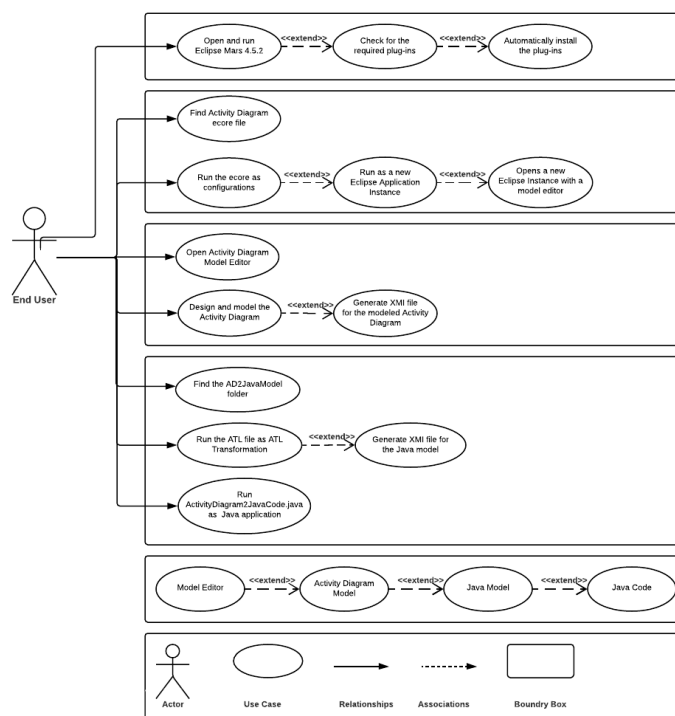 Open and run
Eclipse Mars 4.5.2
<<extend>>
Check for the
required plug-ins
<<extend>>
Automatically install
the plug-ins
Find Activity Diagram
ecore file
Run the ecore as
configurations
<<extend>>
Run as a new
Eclipse Application
Instance
<<extend>>
Opens a new
Eclipse Instance with a
model editor
End User
Open Activity Diagram
Model Editor
Design and model the
Activity Diagram
<<extend>>
Generate XMI file
for the modeled Activity
Diagram
Find the AD2JavaModel
folder
Run the ATL file as ATL
Transformation
<<extend>>
Generate XMI file for
the Java model
Run
ActivityDiagram2JavaCode.java
as Java application
Model Editor
<<extend>>
Activity Diagram
Model
<<extend>>
Java Model
<<extend>>
Java Code
Actor
Use Case
Relationships
Associations
Boundry Box